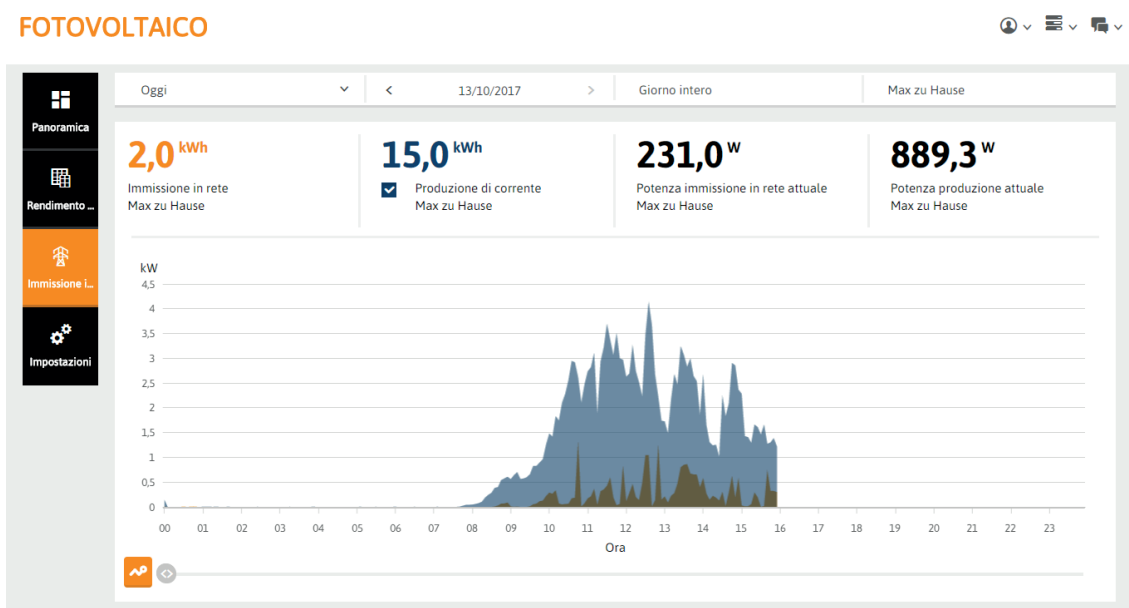 FOTOVOLTAICO
Panoramica
Rendimento ...
Immissione i...
Impostazioni
Oggi
13/10/2017
Giorno intero
Max zu Hause
2,0 kWh
Immissione in rete
Max zu Hause
15,0 kWh
Produzione di corrente
Max zu Hause
231,0 W
Potenza immissione in rete attuale
Max zu Hause
889,3 W
Potenza produzione attuale
Max zu Hause
kW
4,5
4
3,5
3
2,5
2
1,5
1
0,5
0
00 01 02 03 04 05 06 07 08 09 10 11 12 13 14 15 16 17 18 19 20 21 22 23
Ora